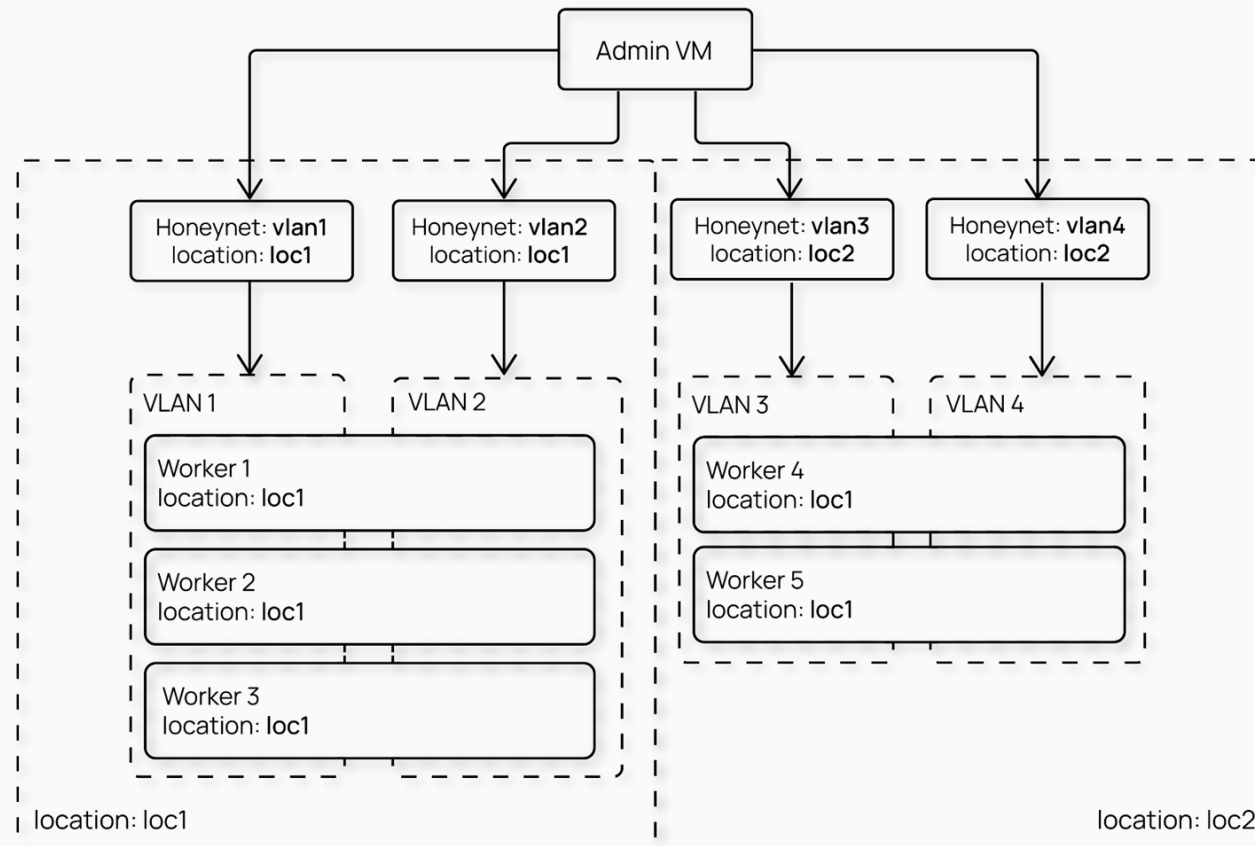 Admin VM
Honeynet: vlan1
location: loc1
Honeynet: vlan2
location: loc1
Honeynet: vlan3
location: loc2
Honeynet: vlan4
location: loc2
VLAN 1
VLAN 2
Worker 1
location: loc1
Worker 2
location: loc1
Worker 3
location: loc1
VLAN 3
VLAN 4
Worker 4
location: loc1
Worker 5
location: loc1
location: loc1
location: loc2